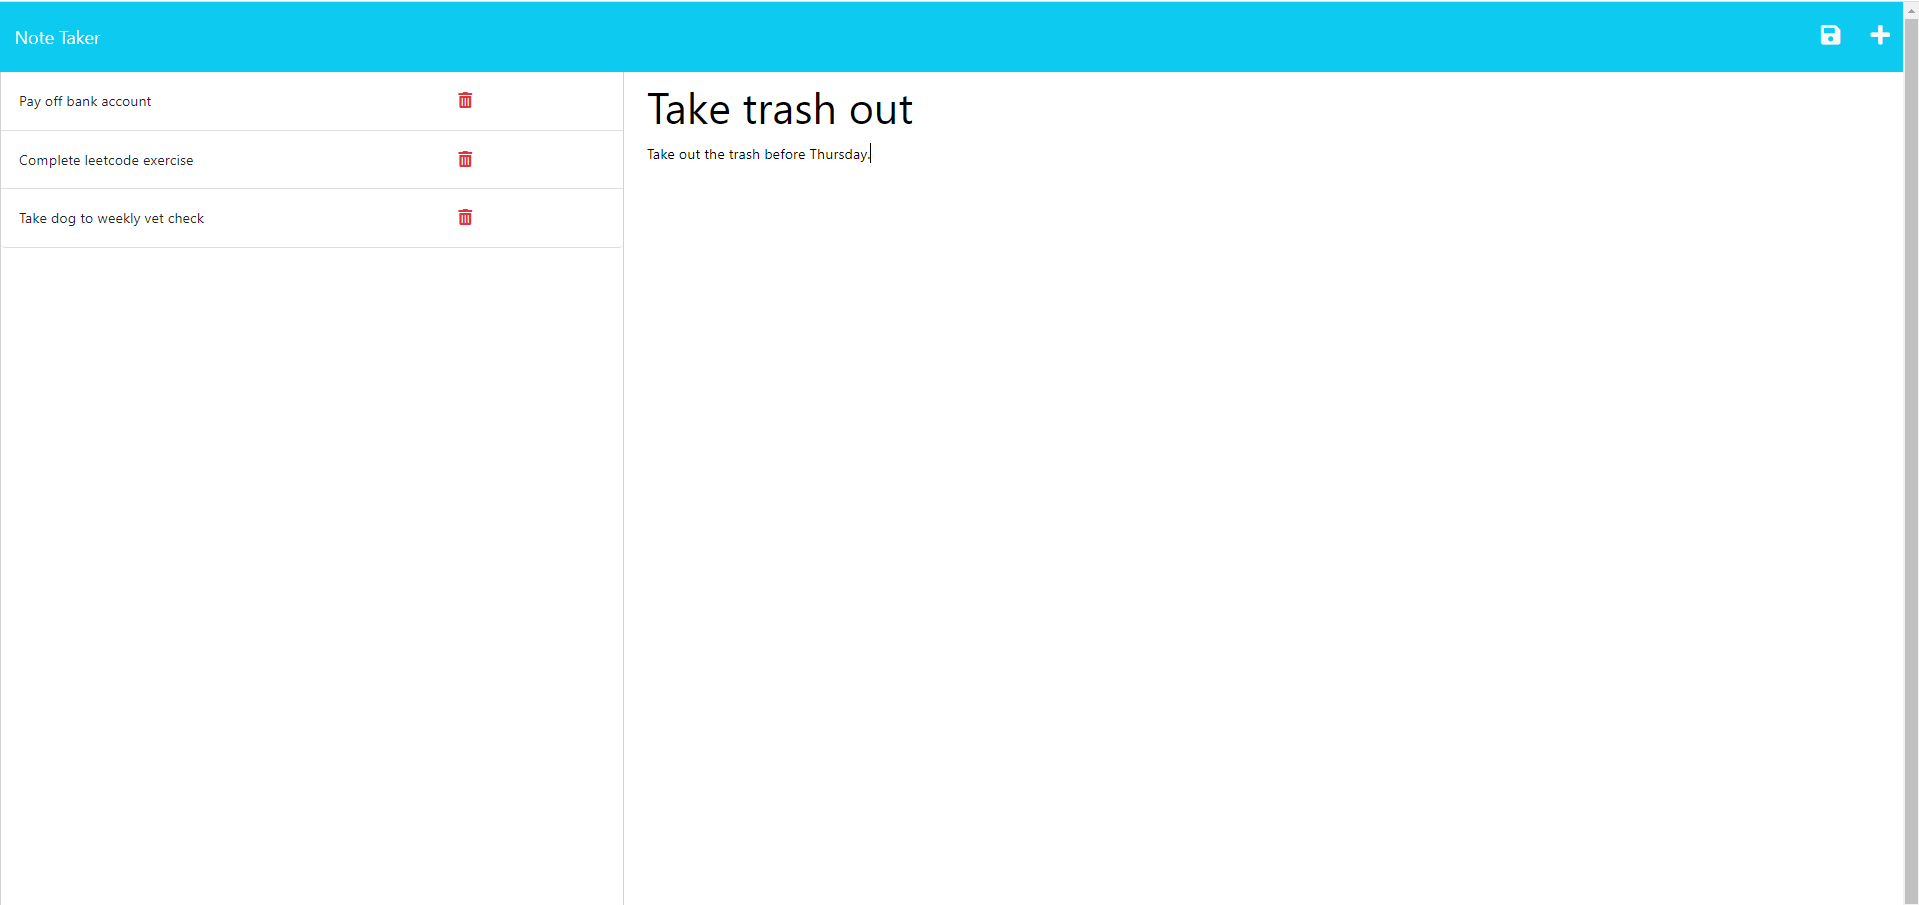 Note Taker
Pay off bank account
Complete leetcode exercise
Take dog to weekly vet check
Take trash out
Take out the trash before Thursday.